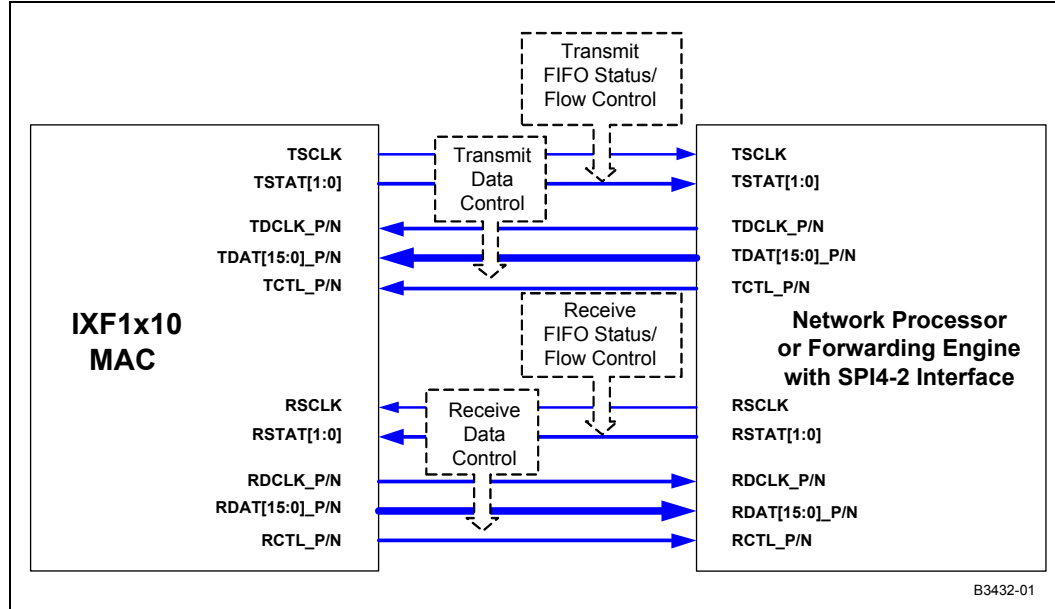 Transmit
FIFO Status/
Flow Control
TSCLK
Transmit
Data
Control
TSCLK
TSTAT[1:0]
TSTAT[1:0]
TDCLK_P/N
TDCLK_P/N
TDAT[15:0]_P/N
TDAT[15:0]_P/N
TCTL_P/N
TCTL_P/N
IXF1x10
MAC
Receive
FIFO Status/
Flow Control
Network Processor
or Forwarding Engine
with SPI4-2 Interface
RSCLK
Receive
Data
Control
RSCLK
RSTAT[1:0]
RSTAT[1:0]
RDCLK_P/N
RDCLK_P/N
RDAT[15:0]_P/N
RDAT[15:0]_P/N
RCTL_P/N
RCTL_P/N
B3432-01